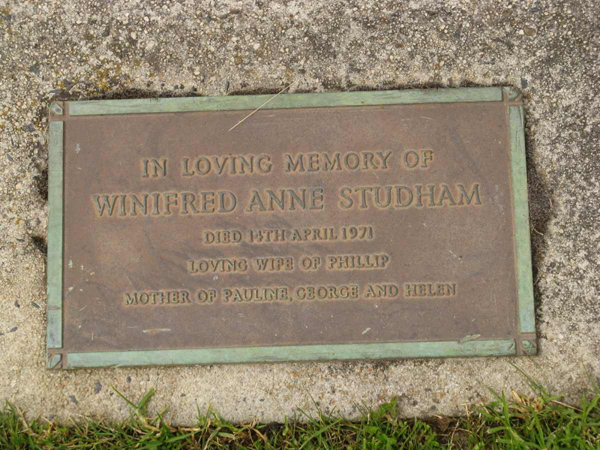 IN LOVING MEMORY OF
WINIFRED ANNE STUDHAM
DIED 14TH APRIL 1971
LOVING WIFE OF PHILLIP
MOTHER OF PAULINE, GEORGE AND HELEN